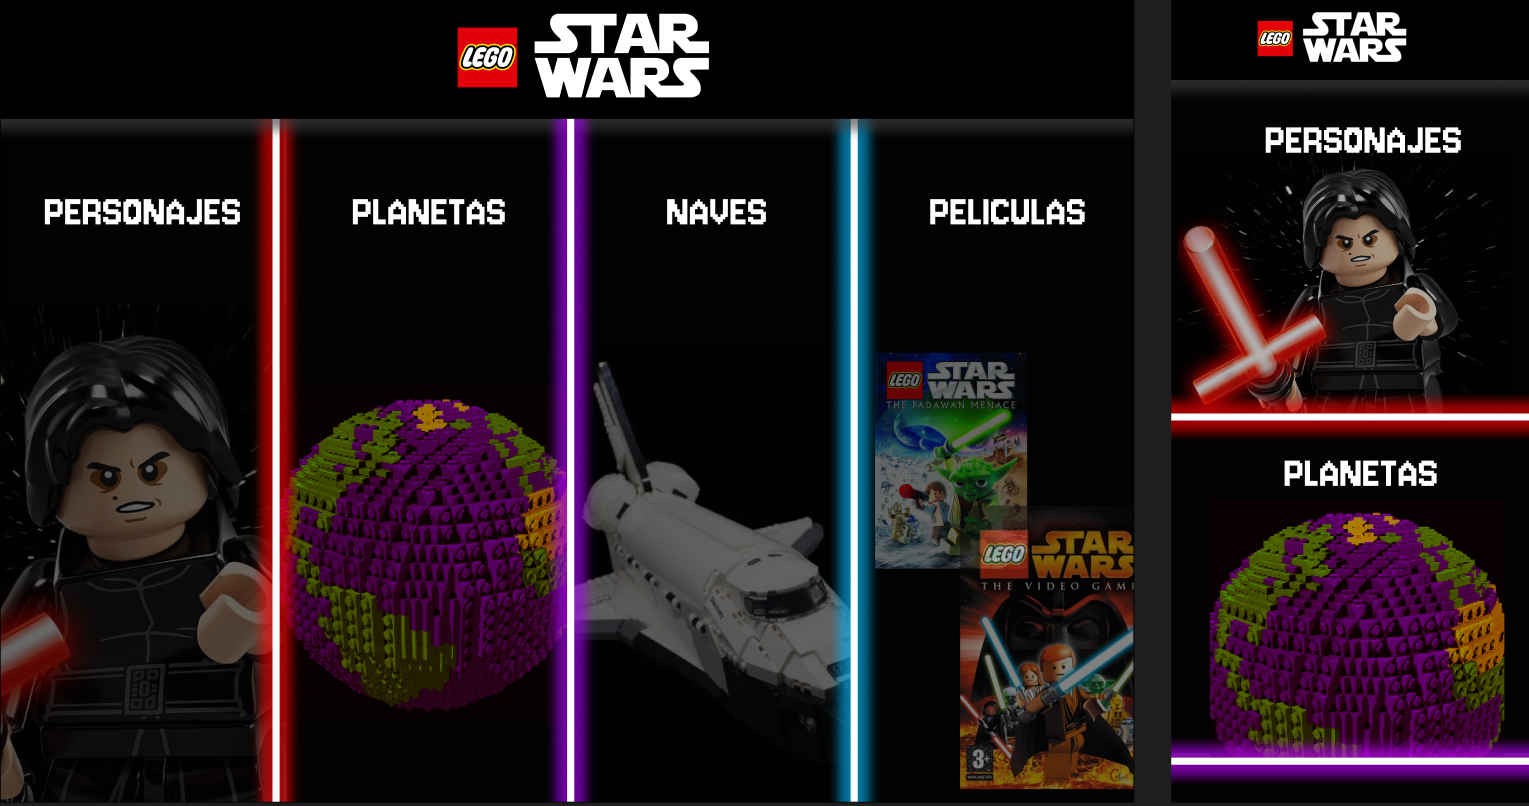 LEGO
STAR
WARS
PERSONAJES
PLANETAS
NAVES
PELICULAS
LEGO
STAR
WARS
THE PADAWAN MENACE
LEGO
STAR
WARS
THE VIDEO GAM
3+
LEGO
STAR
WARS
PERSONAJES
PLANETAS